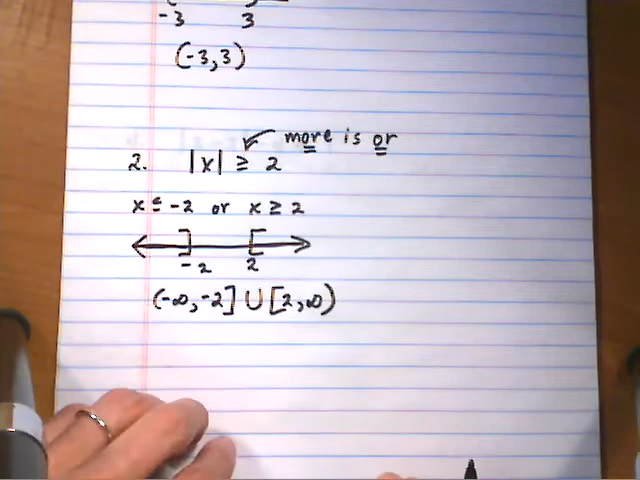 -3 3
(-3,3)
more is or
2. |x| ≥ 2
x ≤ -2 or x ≥ 2
-2 2
(-∞,-2] ∪ [2,∞)